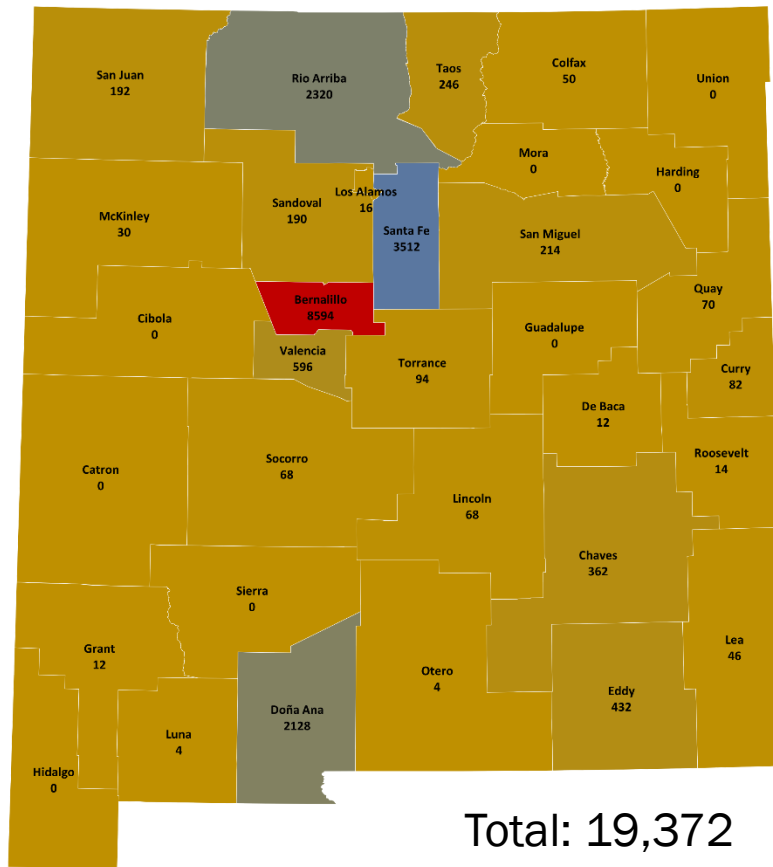 San Juan
192
Rio Arriba
2320
Taos
246
Colfax
50
Union
0
Mora
0
Harding
0
McKinley
30
Sandoval
190
Los Alamos
16
Santa Fe
3512
San Miguel
214
Bernalillo
8594
Cibola
0
Valencia
596
Torrance
94
Guadalupe
0
Quay
70
Curry
82
De Baca
12
Roosevelt
14
Catron
0
Socorro
68
Lincoln
68
Chaves
362
Sierra
0
Grant
12
Otero
4
Lea
46
Eddy
432
Doña Ana
2128
Luna
4
Hidalgo
0
Total: 19,372